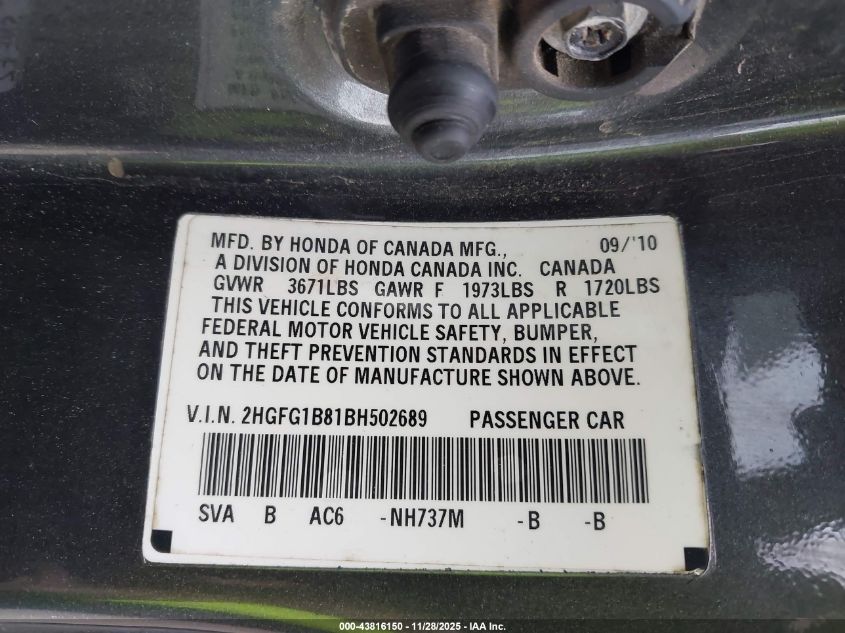 MFD. BY HONDA OF CANADA MFG., 09/'10
A DIVISION OF HONDA CANADA INC. CANADA
GVWR 3671LBS GAWR F 1973LBS R 1720LBS
THIS VEHICLE CONFORMS TO ALL APPLICABLE
FEDERAL MOTOR VEHICLE SAFETY, BUMPER,
AND THEFT PREVENTION STANDARDS IN EFFECT
ON THE DATE OF MANUFACTURE SHOWN ABOVE.
V.I.N. 2HGFG1B81BH502689 PASSENGER CAR
SVA B AC6 -NH737M -B -B
000-43816150 - 11/28/2025 - IAA Inc.